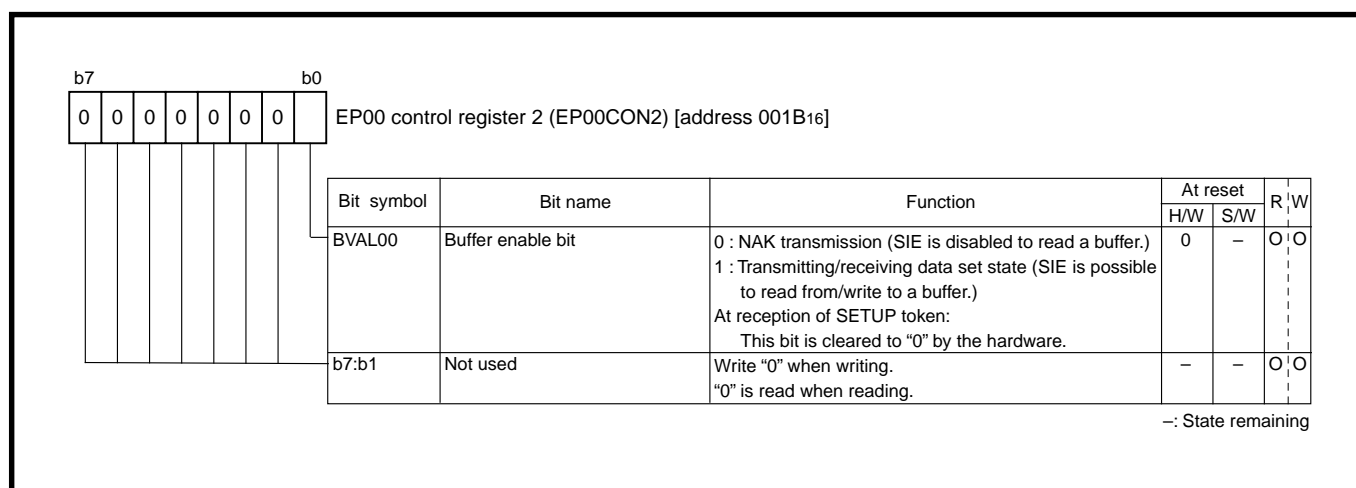 b7 b0
0 0 0 0 0 0 0 EP00 control register 2 (EP00CON2) [address 001B16]
Bit symbol Bit name Function At reset R W
H/W S/W
BVAL00 Buffer enable bit 0 : NAK transmission (SIE is disabled to read a buffer.) 0 – O O
1 : Transmitting/receiving data set state (SIE is possible
to read from/write to a buffer.)
At reception of SETUP token:
This bit is cleared to “0” by the hardware.
b7:b1 Not used Write “0” when writing. – – O O
“0” is read when reading.
–: State remaining